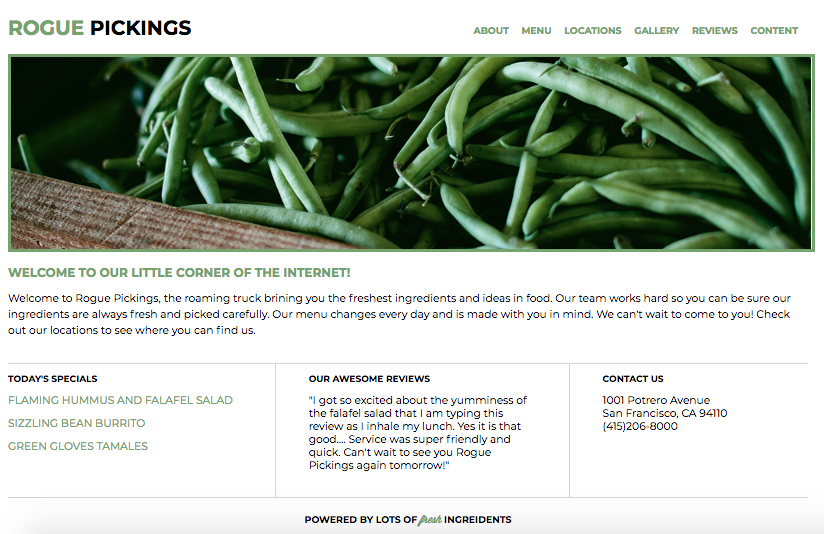 ROGUE PICKINGS
ABOUT MENU LOCATIONS GALLERY REVIEWS CONTENT
WELCOME TO OUR LITTLE CORNER OF THE INTERNET!
Welcome to Rogue Pickings, the roaming truck brining you the freshest ingredients and ideas in food. Our team works hard so you can be sure our
ingredients are always fresh and picked carefully. Our menu changes every day and is made with you in mind. We can't wait to come to you! Check
out our locations to see where you can find us.
TODAY'S SPECIALS
FLAMING HUMMUS AND FALAFEL SALAD
SIZZLING BEAN BURRITO
GREEN GLOVES TAMALES
OUR AWESOME REVIEWS
"I got so excited about the yumminess of
the falafel salad that I am typing this
review as I inhale my lunch. Yes it is that
good.... Service was super friendly and
quick. Can't wait to see you Rogue
Pickings again tomorrow!"
CONTACT US
1001 Potrero Avenue
San Francisco, CA 94110
(415)206-8000
POWERED BY LOTS OF fresh INGREIDENTS